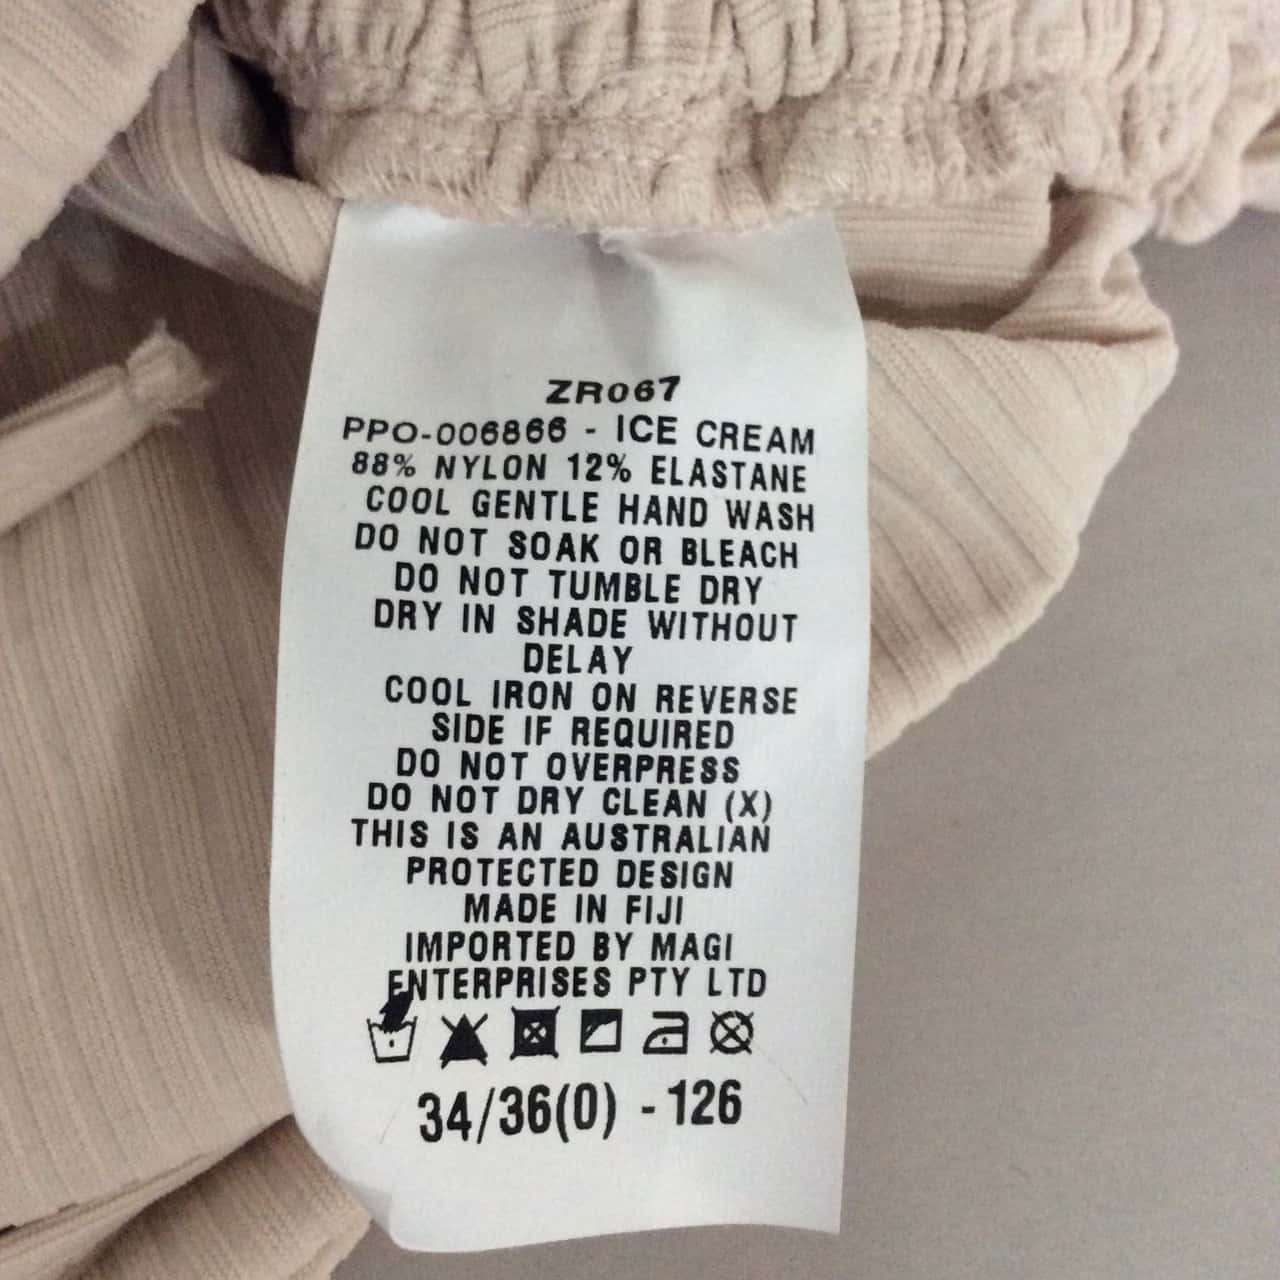 ZR067
PPO-006866 - ICE CREAM
88% NYLON 12% ELASTANE
COOL GENTLE HAND WASH
DO NOT SOAK OR BLEACH
DO NOT TUMBLE DRY
DRY IN SHADE WITHOUT
DELAY
COOL IRON ON REVERSE
SIDE IF REQUIRED
DO NOT OVERPRESS
DO NOT DRY CLEAN (X)
THIS IS AN AUSTRALIAN
PROTECTED DESIGN
MADE IN FIJI
IMPORTED BY MAGI
ENTERPRISES PTY LTD
34/36(0) - 126